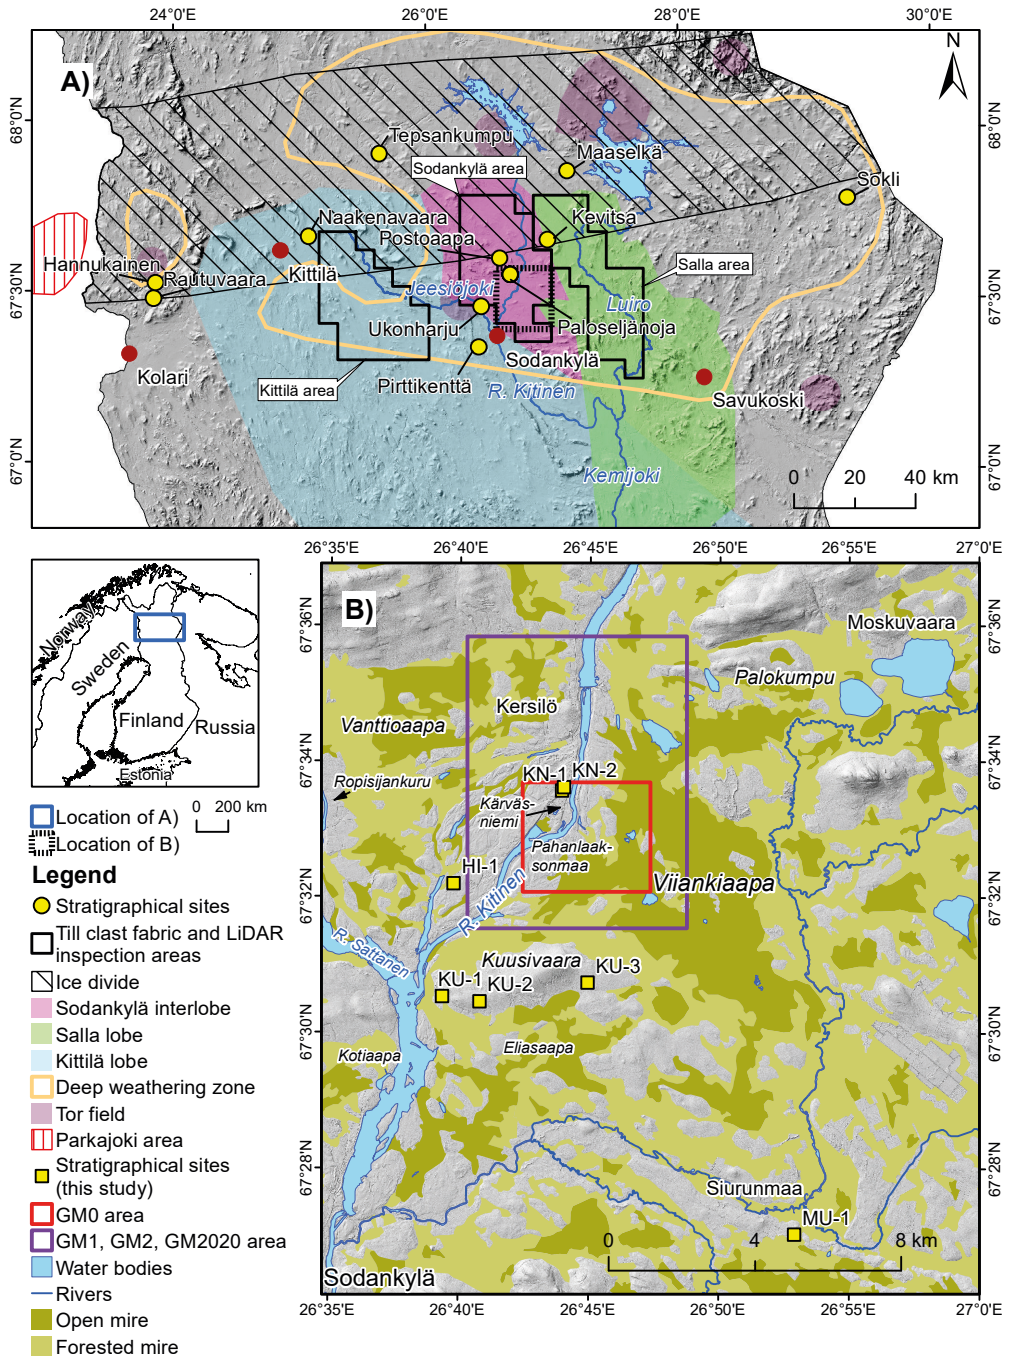 24°0'E
26°0'E
28°0'E
30°0'E
A)
N
68°0'N
68°0'N
Tepsankumpu
Maaselkä
Sodankylä area
Sokli
Naakenavaara
Kevitsa
Postoaapa
Hannukainen
Rautuvaara
Kittilä
Salla area
67°30'N
67°30'N
Jeesiöjoki
Luiro
Ukonharju
Paloseljänoja
Kolari
Sodankylä
Kittilä area
Pirttikenttä
R. Kitinen
Savukoski
67°0'N
67°0'N
Kemijoki
0 20 40 km
26°35'E
26°40'E
26°45'E
26°50'E
26°55'E
27°0'E
B)
67°36'N
67°36'N
Moskuvaara
Palokumpu
Kersilö
Vanttioaapa
67°34'N
67°34'N
KN-1
KN-2
Ropisijankuru
Kärväs-
niemi
Pahanlaak-
sonmaa
HI-1
Viiankiaapa
67°32'N
67°32'N
R. Kitinen
R. Sattanen
Kuusivaara
KU-1
KU-2
KU-3
67°30'N
67°30'N
Kotiaapa
Eliasaapa
67°28'N
67°28'N
Siurunmaa
MU-1
0 4 8 km
Sodankylä
26°35'E
26°40'E
26°45'E
26°50'E
26°55'E
27°0'E
Norway
Sweden
Finland
Russia
Estonia
0 200 km
Location of A)
Location of B)
Legend
Stratigraphical sites
Till clast fabric and LiDAR
inspection areas
Ice divide
Sodankylä interlobe
Salla lobe
Kittilä lobe
Deep weathering zone
Tor field
Parkajoki area
Stratigraphical sites
(this study)
GM0 area
GM1, GM2, GM2020 area
Water bodies
Rivers
Open mire
Forested mire